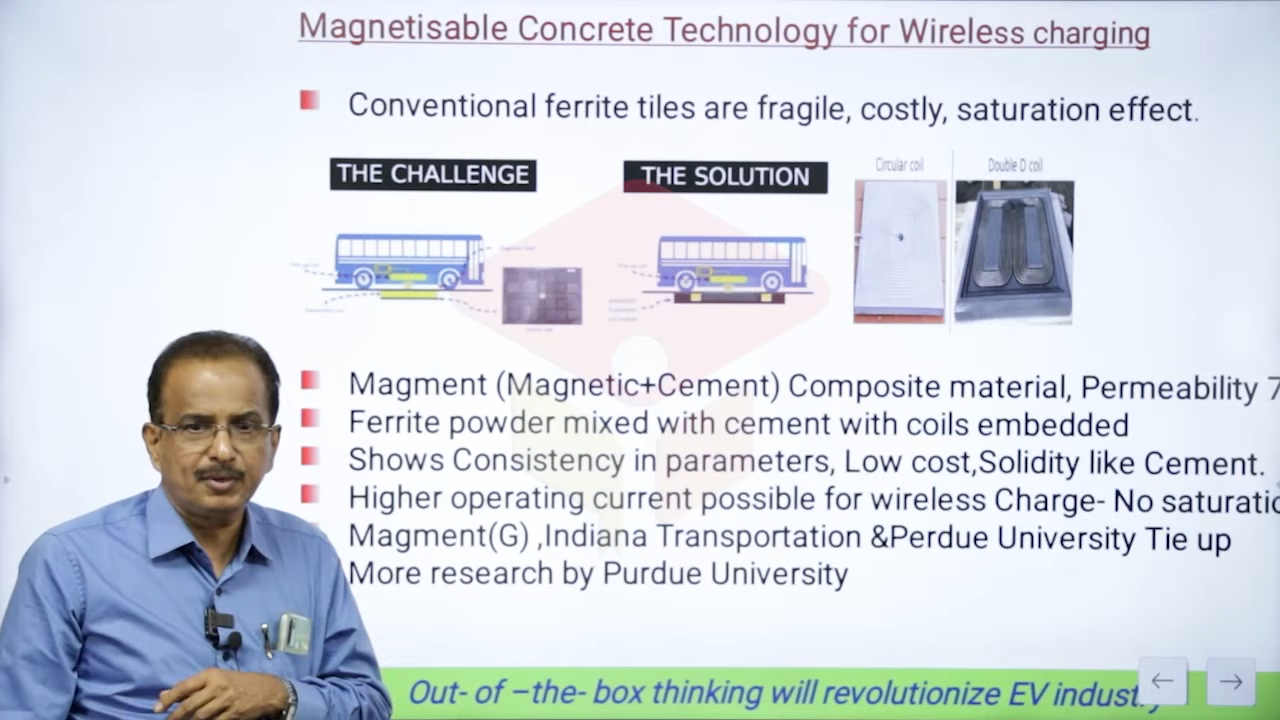 Magnetisable Concrete Technology for Wireless charging
Conventional ferrite tiles are fragile, costly, saturation effect.
THE CHALLENGE
THE SOLUTION
Circular coil
Double D coil
Magment (Magnetic+Cement) Composite material, Permeability 7
Ferrite powder mixed with cement with coils embedded
Shows Consistency in parameters, Low cost,Solidity like Cement.
Higher operating current possible for wireless Charge- No saturatio
Magment(G) ,Indiana Transportation &Perdue University Tie up
More research by Purdue University
Out- of –the- box thinking will revolutionize EV industry